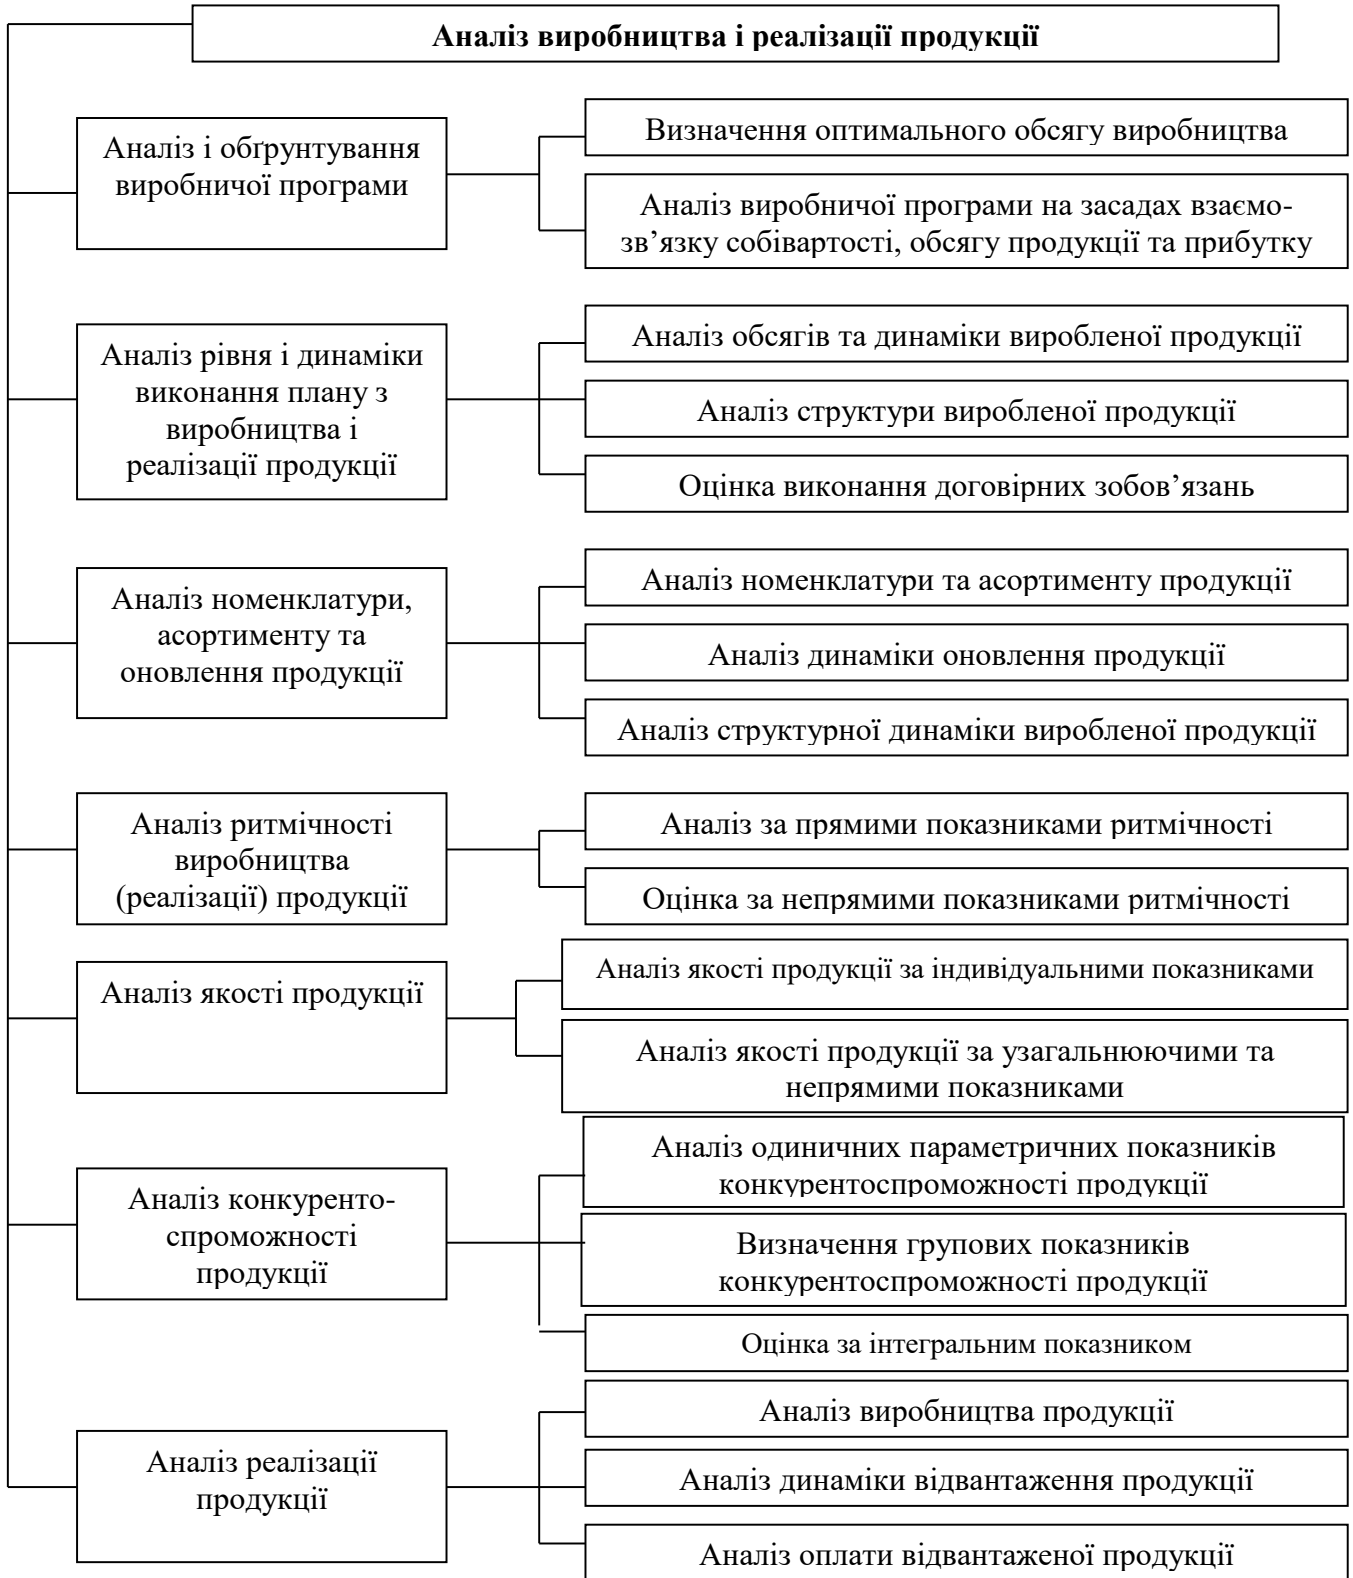 Аналіз виробництва і реалізації продукції
Аналіз і обґрунтування
виробничої програми
Визначення оптимального обсягу виробництва
Аналіз виробничої програми на засадах взаємо-
зв’язку собівартості, обсягу продукції та прибутку
Аналіз рівня і динаміки
виконання плану з
виробництва і
реалізації продукції
Аналіз обсягів та динаміки виробленої продукції
Аналіз структури виробленої продукції
Оцінка виконання договірних зобов’язань
Аналіз номенклатури,
асортименту та
оновлення продукції
Аналіз номенклатури та асортименту продукції
Аналіз динаміки оновлення продукції
Аналіз структурної динаміки виробленої продукції
Аналіз ритмічності
виробництва
(реалізації) продукції
Аналіз за прямими показниками ритмічності
Оцінка за непрямими показниками ритмічності
Аналіз якості продукції
Аналіз якості продукції за індивідуальними показниками
Аналіз якості продукції за узагальнюючими та
непрямими показниками
Аналіз конкуренто-
спроможності
продукції
Аналіз одиничних параметричних показників
конкурентоспроможності продукції
Визначення групових показників
конкурентоспроможності продукції
Оцінка за інтегральним показником
Аналіз реалізації
продукції
Аналіз виробництва продукції
Аналіз динаміки відвантаження продукції
Аналіз оплати відвантаженої продукції